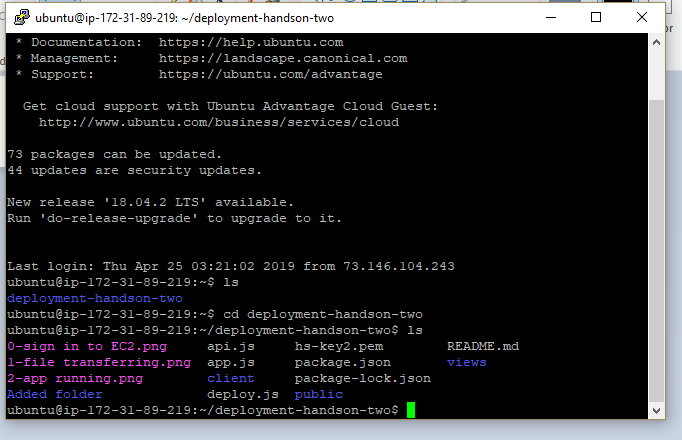 ubuntu@ip-172-31-89-219: ~/deployment-handson-two
* Documentation:  https://help.ubuntu.com
* Management:     https://landscape.canonical.com
* Support:        https://ubuntu.com/advantage
Get cloud support with Ubuntu Advantage Cloud Guest:
http://www.ubuntu.com/business/services/cloud
73 packages can be updated.
44 updates are security updates.
New release '18.04.2 LTS' available.
Run 'do-release-upgrade' to upgrade to it.
Last login: Thu Apr 25 03:21:02 2019 from 73.146.104.243
ubuntu@ip-172-31-89-219:~$ ls
deployment-handson-two
ubuntu@ip-172-31-89-219:~$ cd deployment-handson-two
ubuntu@ip-172-31-89-219:~/deployment-handson-two$ ls
0-sign in to EC2.png     api.js     hs-key2.pem        README.md
1-file transferring.png  app.js     package.json       views
2-app running.png        client     package-lock.json
Added folder             deploy.js  public
ubuntu@ip-172-31-89-219:~/deployment-handson-two$